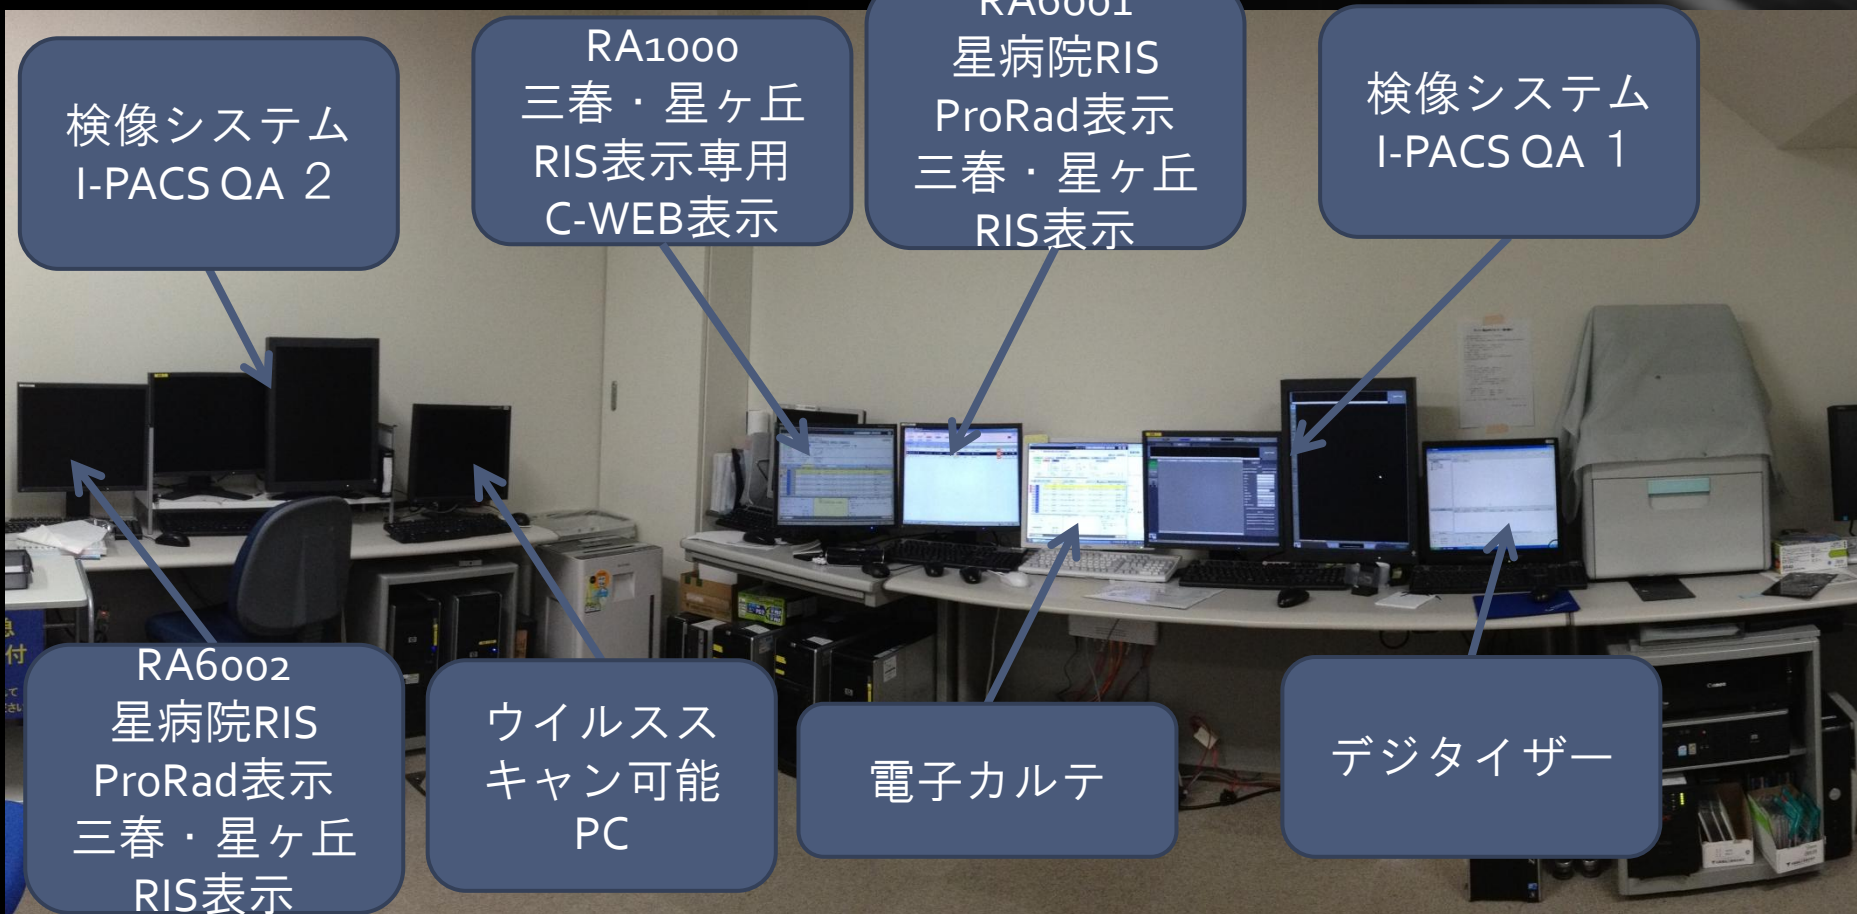 検像システム
I-PACS QA 2
RA1000
三春・星ヶ丘
RIS表示専用
C-WEB表示
RA6001
星病院RIS
ProRad表示
三春・星ヶ丘
RIS表示
検像システム
I-PACS QA 1
RA6002
星病院RIS
ProRad表示
三春・星ヶ丘
RIS表示
ウイルスス
キャン可能
PC
電子カルテ
デジタイザー